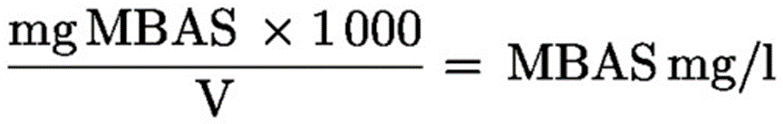 mg MBAS × 1 000
V
= MBAS mg/l